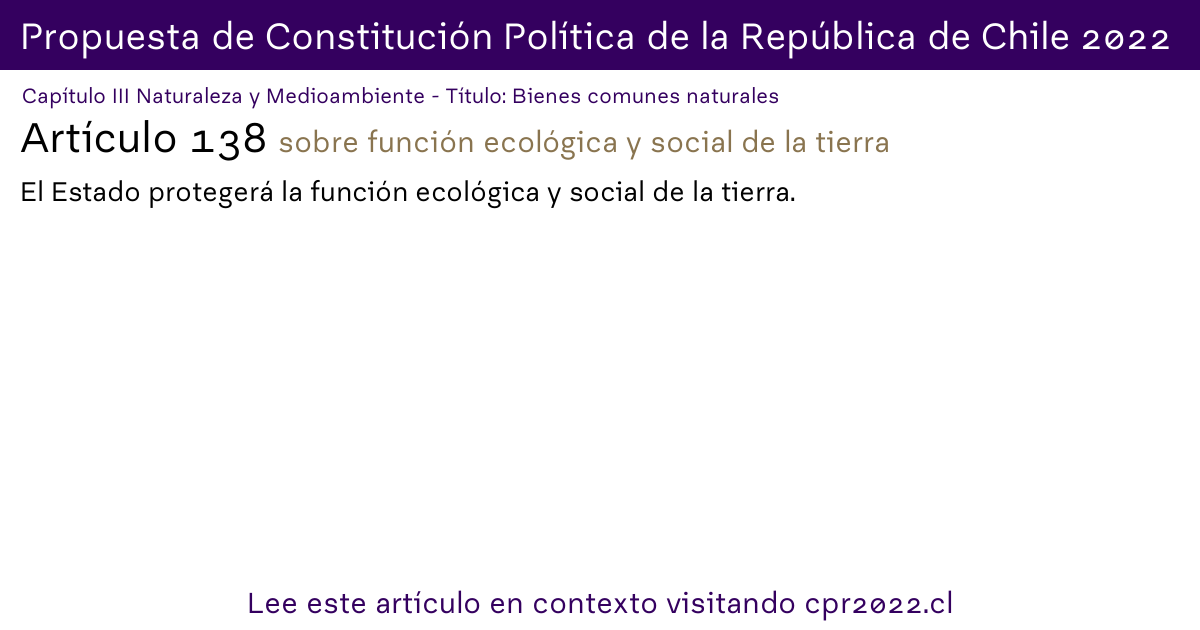 Propuesta de Constitución Política de la República de Chile 2022
Capítulo III Naturaleza y Medioambiente - Título: Bienes comunes naturales
Artículo 138 sobre función ecológica y social de la tierra
El Estado protegerá la función ecológica y social de la tierra.
Lee este artículo en contexto visitando cpr2022.cl